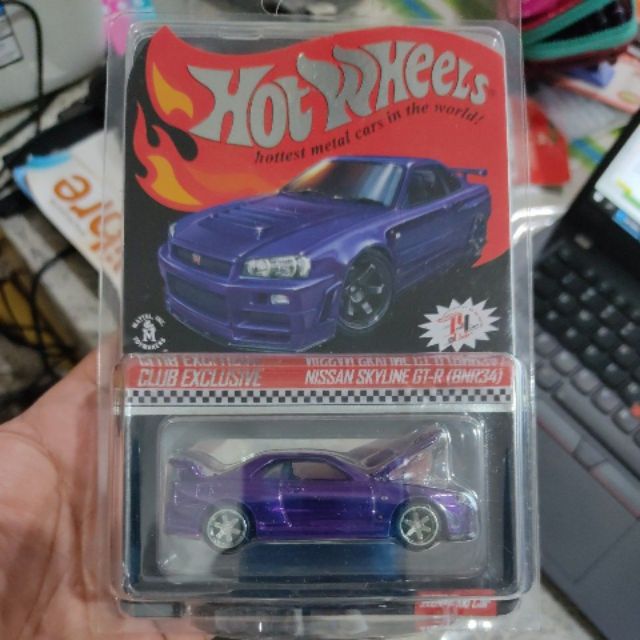 Hot Wheels
hottest metal cars in the world!
CLUB EXCLUSIVE
NISSAN SKYLINE GT-R (BNR34)